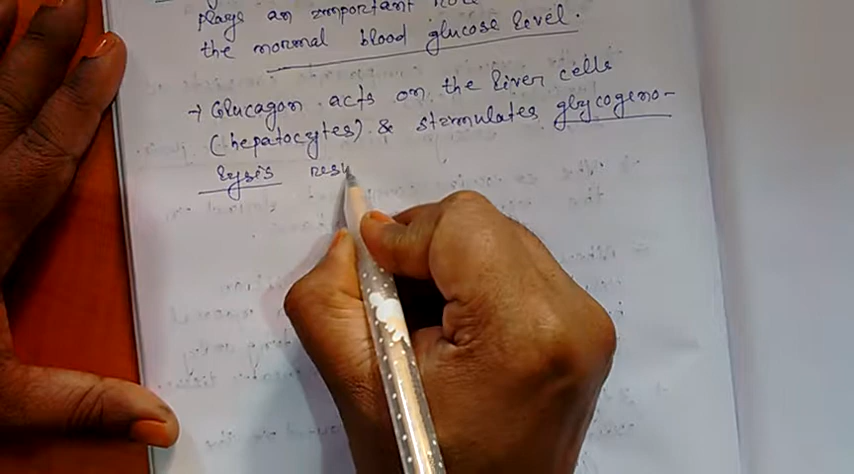 plays an important role
the normal blood glucose level.
→ Glucagon acts on the liver cells
(hepatocytes) & stimulates glycogeno-
lysis resu